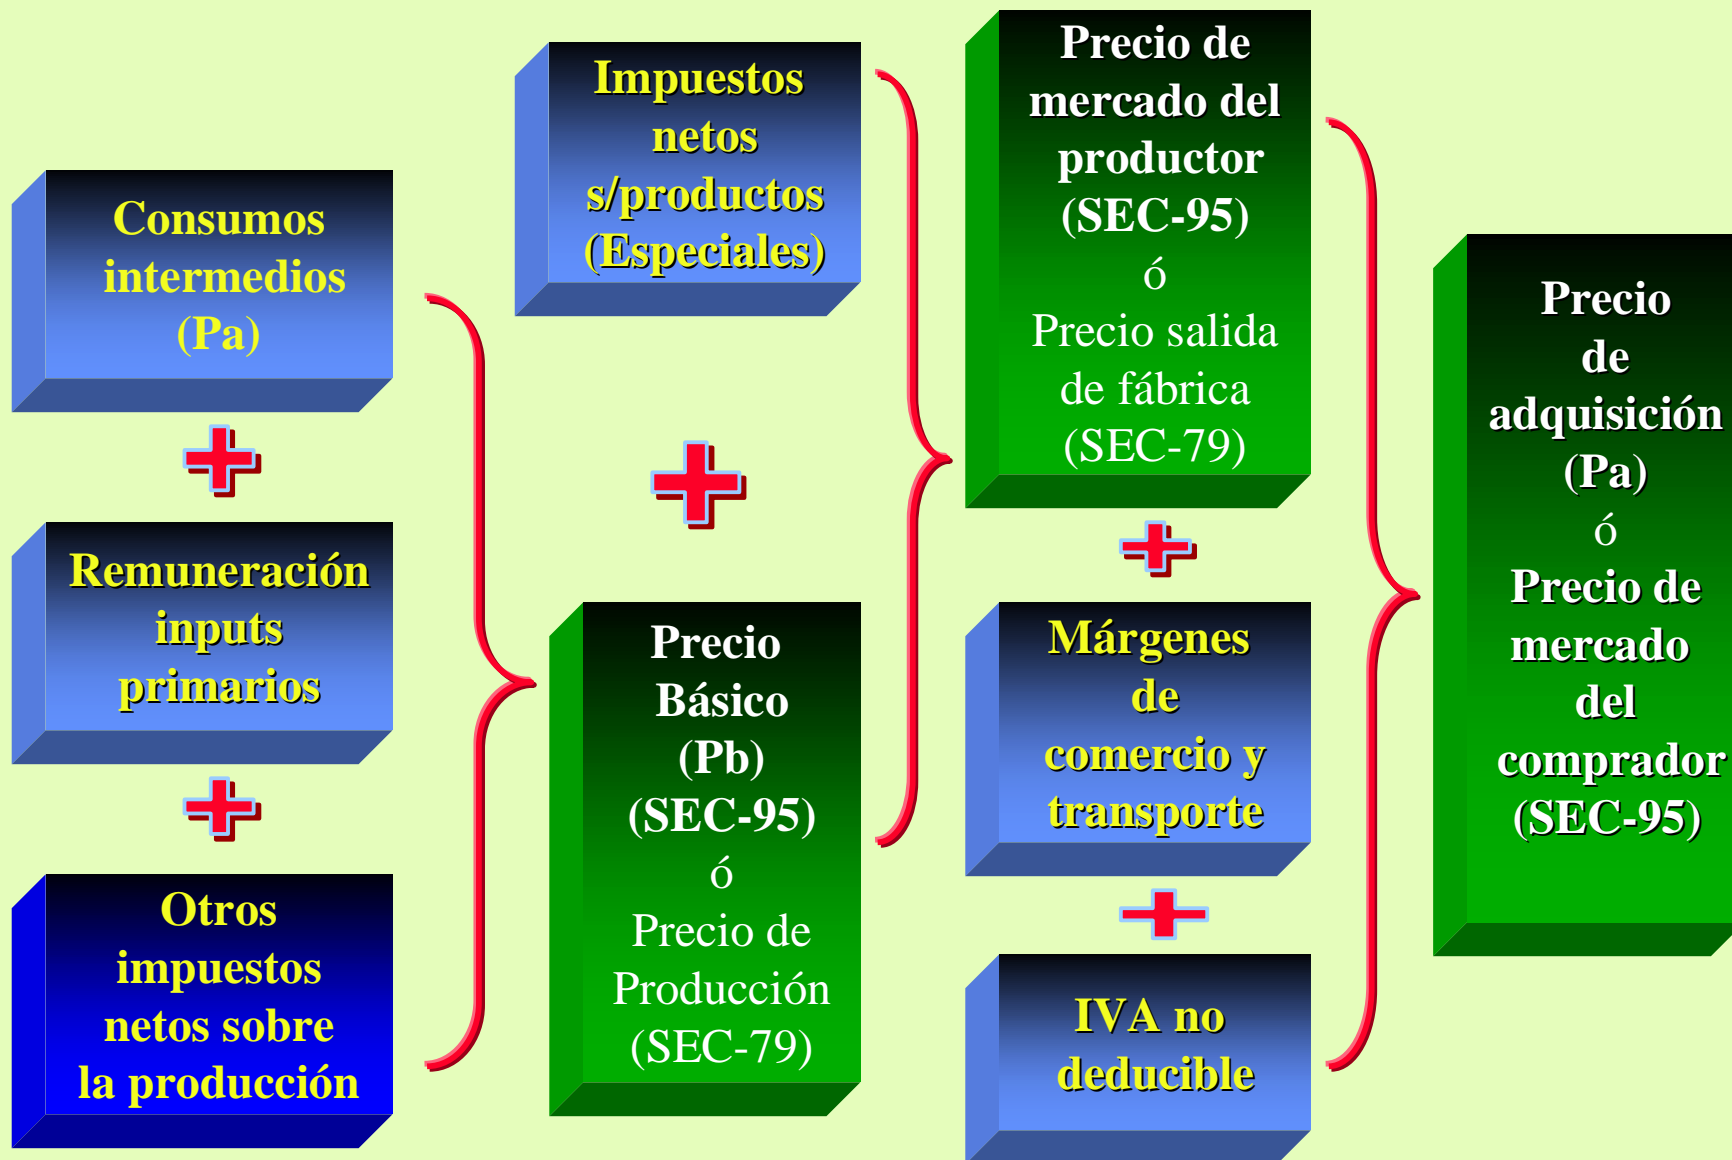 Consumos
intermedios
(Pa)
Remuneración
inputs
primarios
Otros
impuestos
netos sobre
la producción
Impuestos
netos
s/productos
(Especiales)
Precio
Básico
(Pb)
(SEC-95)
ó
Precio de
Producción
(SEC-79)
Precio de
mercado del
productor
(SEC-95)
ó
Precio salida
de fábrica
(SEC-79)
Márgenes
de
comercio y
transporte
IVA no
deducible
Precio
de
adquisición
(Pa)
ó
Precio de
mercado
del
comprador
(SEC-95)